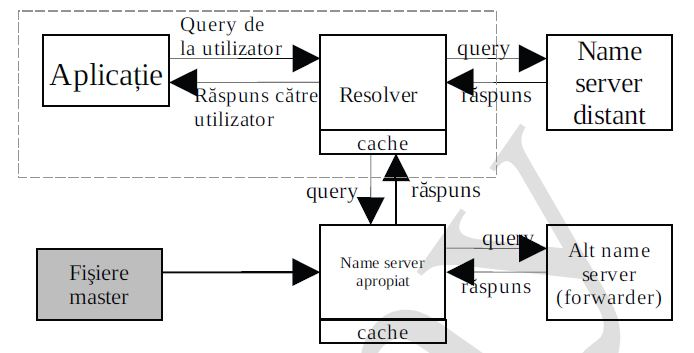 Query de
la utilizator
Aplicație
Răspuns către
utilizator
Resolver
cache
query
răspuns
Name
server
distant
query
răspuns
Fişiere
master
Name server
apropiat
cache
query
răspuns
Alt name
server
(forwarder)